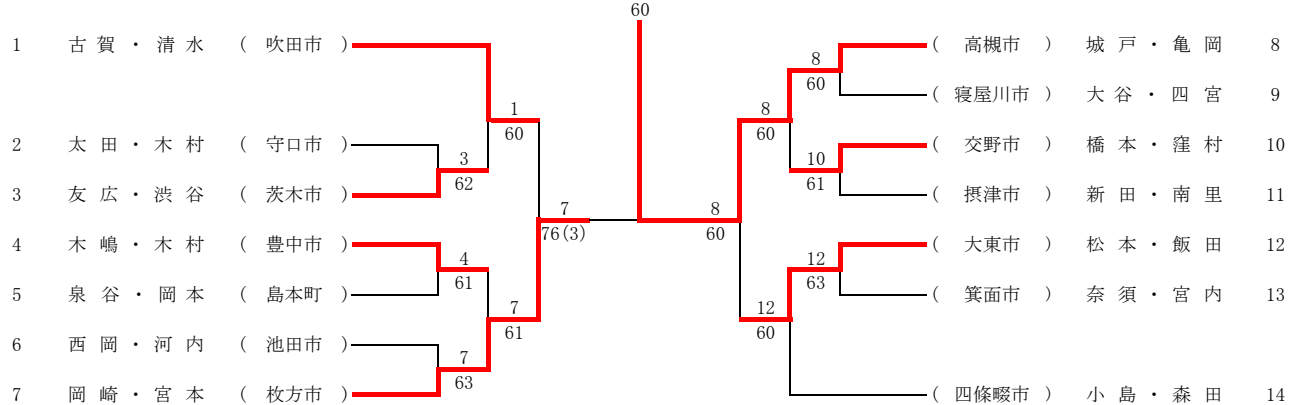 60
1 古賀・清水 ( 吹田市 ) ( 高槻市 ) 城戸・亀岡 8
8
60
( 寝屋川市 ) 大谷・四宮 9
1 8
60 60
2 太田・木村 ( 守口市 ) ( 交野市 ) 橋本・窪村 10
3 10
62 61
3 友広・渋谷 ( 茨木市 ) ( 摂津市 ) 新田・南里 11
7 8
76(3) 60
4 木嶋・木村 ( 豊中市 ) ( 大東市 ) 松本・飯田 12
4 12
61 63
5 泉谷・岡本 ( 島本町 ) ( 箕面市 ) 奈須・宮内 13
7 12
61 60
6 西岡・河内 ( 池田市 )
7
63
7 岡崎・宮本 ( 枚方市 ) ( 四條畷市 ) 小島・森田 14